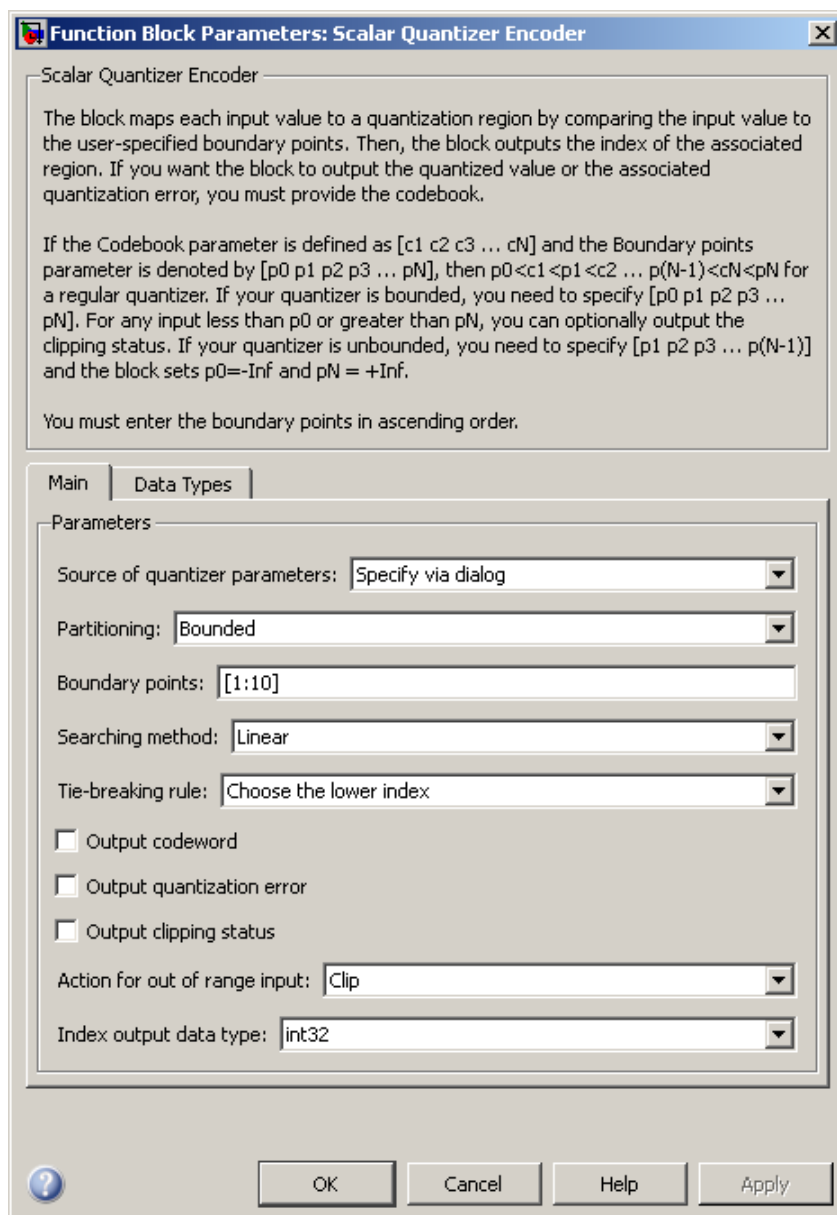 Function Block Parameters: Scalar Quantizer Encoder
Scalar Quantizer Encoder
The block maps each input value to a quantization region by comparing the input value to
the user-specified boundary points. Then, the block outputs the index of the associated
region. If you want the block to output the quantized value or the associated
quantization error, you must provide the codebook.
If the Codebook parameter is defined as [c1 c2 c3 ... cN] and the Boundary points
parameter is denoted by [p0 p1 p2 p3 ... pN], then p0<c1<p1<c2 ... p(N-1)<cN<pN for
a regular quantizer. If your quantizer is bounded, you need to specify [p0 p1 p2 p3 ...
pN]. For any input less than p0 or greater than pN, you can optionally output the
clipping status. If your quantizer is unbounded, you need to specify [p1 p2 p3 ... p(N-1)]
and the block sets p0=-Inf and pN = +Inf.
You must enter the boundary points in ascending order.
Main Data Types
Parameters
Source of quantizer parameters: Specify via dialog
Partitioning: Bounded
Boundary points: [1:10]
Searching method: Linear
Tie-breaking rule: Choose the lower index
Output codeword
Output quantization error
Output clipping status
Action for out of range input: Clip
Index output data type: int32
? OK Cancel Help Apply